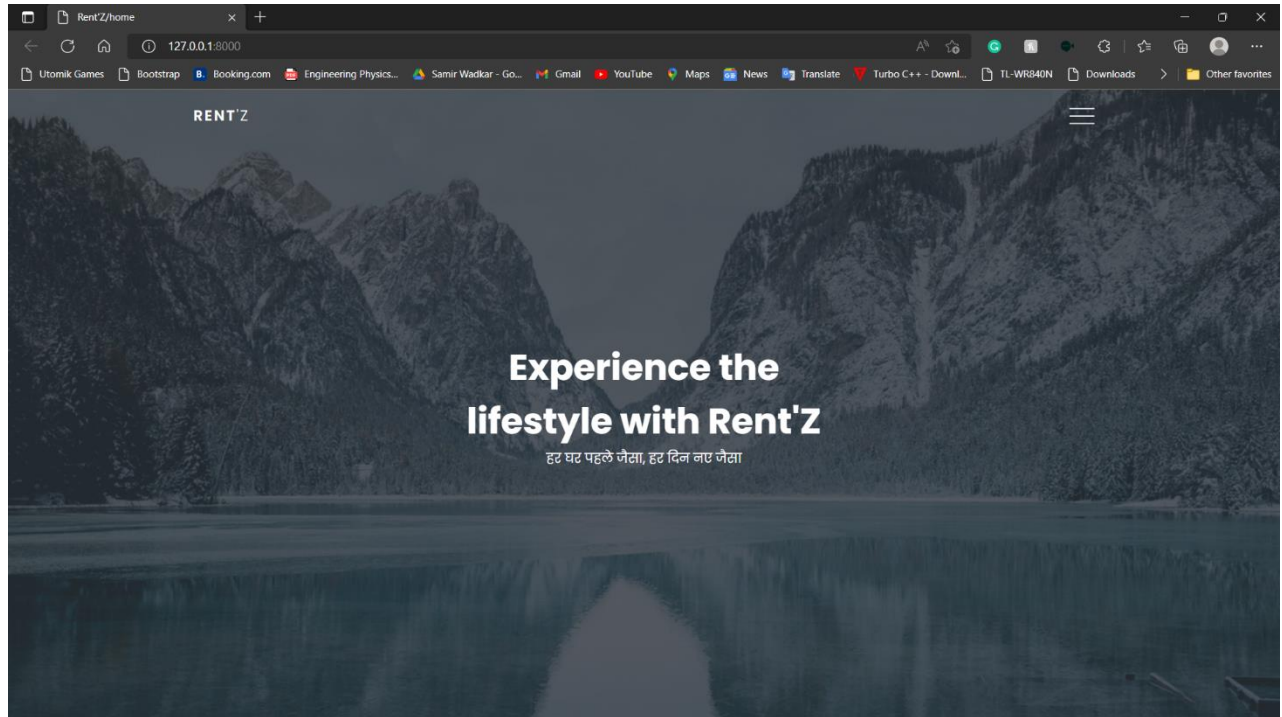 Rent'Z/home
127.0.0.1:8000
Utomik Games Bootstrap Booking.com Engineering Physics... Samir Wadkar - Go... Gmail YouTube Maps News Translate Turbo C++ - Downl... TL-WR840N Downloads Other favorites
RENT'Z
Experience the
lifestyle with Rent'Z
हर घर पहले जैसा, हर दिन नए जैसा